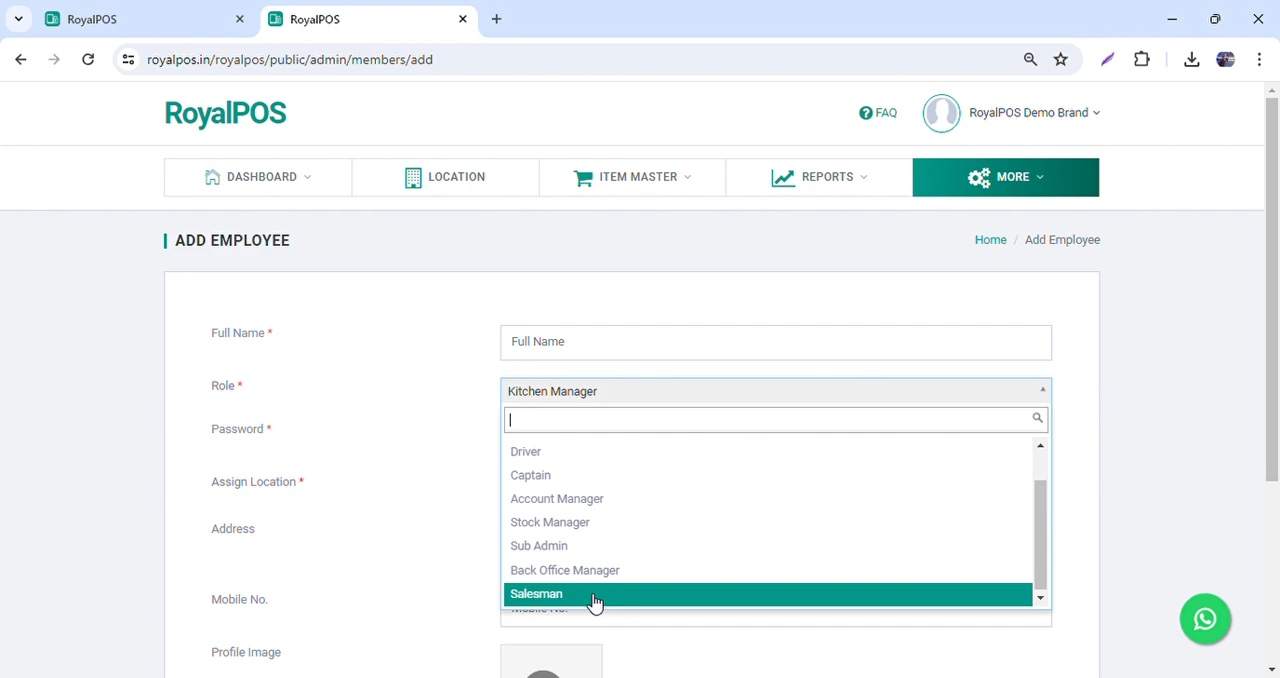 RoyalPOS
RoyalPOS
royalpos.in/royalpos/public/admin/members/add
RoyalPOS
FAQ
RoyalPOS Demo Brand
DASHBOARD
LOCATION
ITEM MASTER
REPORTS
MORE
ADD EMPLOYEE
Home / Add Employee
Full Name *
Full Name
Role *
Kitchen Manager
Password *
Driver
Captain
Assign Location *
Account Manager
Stock Manager
Address
Sub Admin
Back Office Manager
Salesman
Mobile No.
Mobile No.
Profile Image